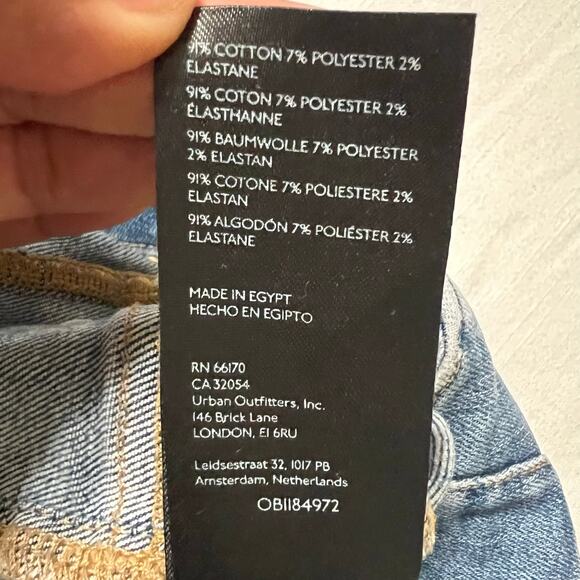 91% COTTON 7% POLYESTER 2%
ELASTANE
91% COTON 7% POLYESTER 2%
ÉLASTHANNE
91% BAUMWOLLE 7% POLYESTER
2% ELASTAN
91% COTONE 7% POLIESTERE 2%
ELASTAN
91% ALGODÓN 7% POLIÉSTER 2%
ELASTANE
MADE IN EGYPT
HECHO EN EGIPTO
RN 66170
CA 32054
Urban Outfitters, Inc.
146 Brick Lane
LONDON, E1 6RU
Leidsestraat 32, 1017 PB
Amsterdam, Netherlands
OB1184972